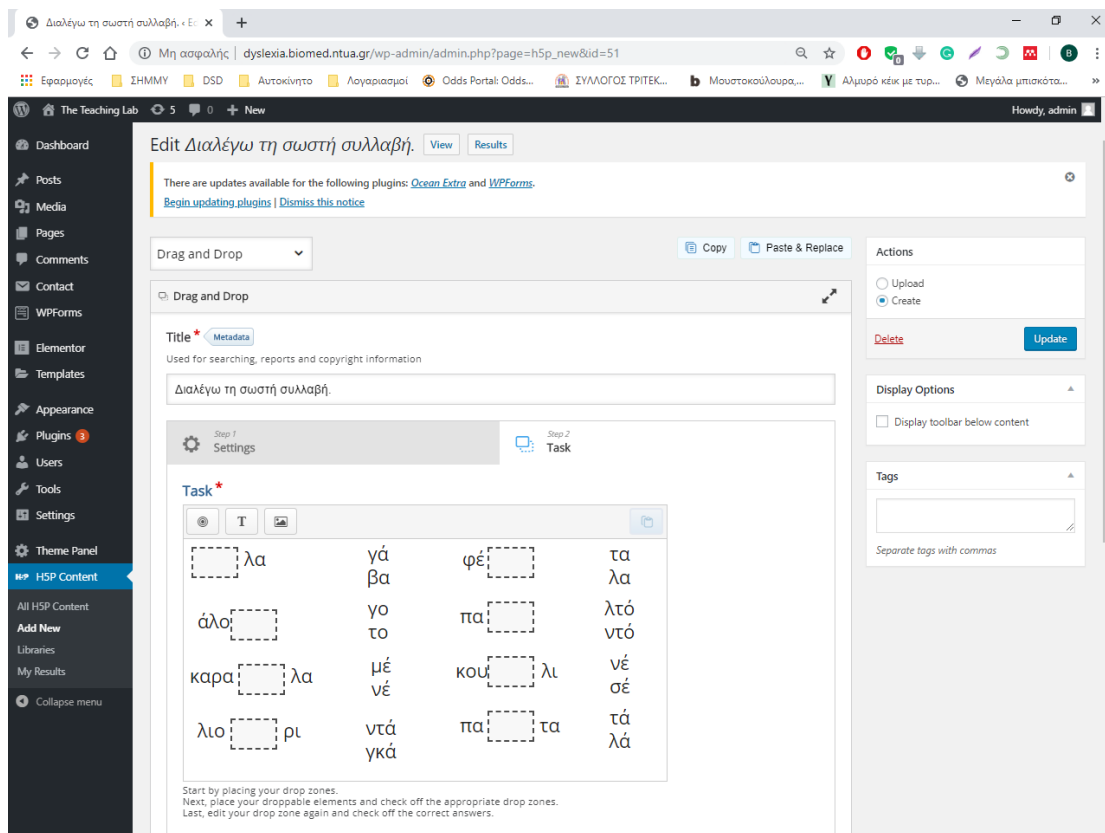 Διαλέγω τη σωστή συλλαβή. ‹ Ec
Μη ασφαλής | dyslexia.biomed.ntua.gr/wp-admin/admin.php?page=h5p_new&id=51
Εφαρμογές ΣΗΜΜΥ DSD Αυτοκίνητο Λογαριασμοί Odds Portal: Odds... ΣΥΛΛΟΓΟΣ ΤΡΙΤΕΚ... Μουστοκούλουρα,... Αλμυρό κέικ με τυρ... Μεγάλα μπισκότα... »
The Teaching Lab 5 0 + New Howdy, admin
Dashboard
Posts
Media
Pages
Comments
Contact
WPForms
Elementor
Templates
Appearance
Plugins 3
Users
Tools
Settings
Theme Panel
H5P Content
All H5P Content
Add New
Libraries
My Results
Collapse menu
Edit Διαλέγω τη σωστή συλλαβή. View Results
There are updates available for the following plugins: Ocean Extra and WPForms.
Begin updating plugins | Dismiss this notice
Drag and Drop Copy Paste & Replace
Drag and Drop
Title * Metadata
Used for searching, reports and copyright information
Διαλέγω τη σωστή συλλαβή.
Step 1 Step 2
Settings Task
Task *
T
λα γά φέ τα
βα λα
άλο γο πα λτό
το ντό
καρα λα μέ κου λι νέ
νέ σέ
λιο ρι ντά πα τα τά
γκά λά
Start by placing your drop zones.
Next, place your droppable elements and check off the appropriate drop zones.
Last, edit your drop zone again and check off the correct answers.
Actions
Upload
Create
Delete Update
Display Options
Display toolbar below content
Tags
Separate tags with commas